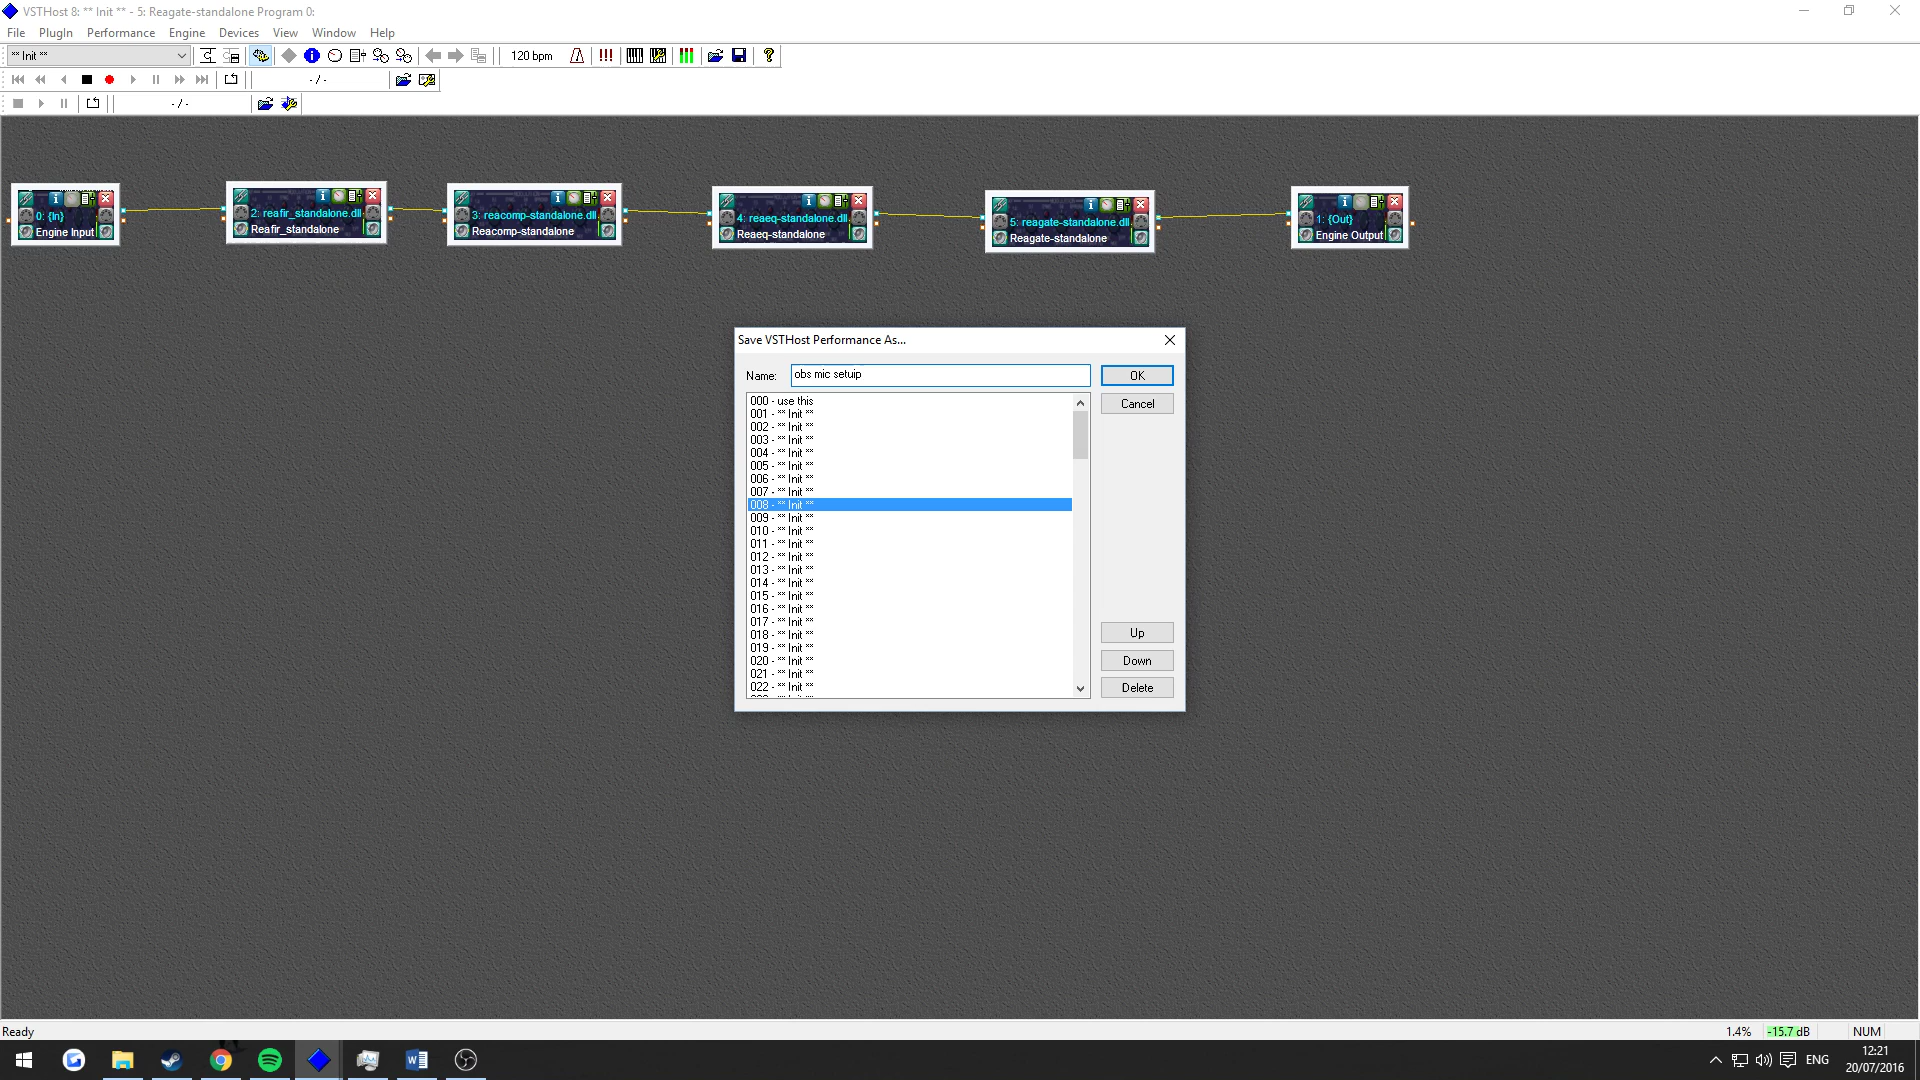 VSTHost 8: ** Init ** - 5: Reagate-standalone Program 0:
File PlugIn Performance Engine Devices View Window Help
** Init **
120 bpm
- / -
- / -
0: {In}
Engine Input
2: reafir_standalone.dll
Reafir_standalone
3: reacomp-standalone.dll
Reacomp-standalone
4: reaeq-standalone.dll
Reaeq-standalone
5: reagate-standalone.dll
Reagate-standalone
1: {Out}
Engine Output
Save VSTHost Performance As...
Name: obs mic setuip
OK
Cancel
000 - use this
001 - ** Init **
002 - ** Init **
003 - ** Init **
004 - ** Init **
005 - ** Init **
006 - ** Init **
007 - ** Init **
008 - ** Init **
009 - ** Init **
010 - ** Init **
011 - ** Init **
012 - ** Init **
013 - ** Init **
014 - ** Init **
015 - ** Init **
016 - ** Init **
017 - ** Init **
018 - ** Init **
019 - ** Init **
020 - ** Init **
021 - ** Init **
022 - ** Init **
Up
Down
Delete
Ready
1.4% -15.7 dB NUM
ENG
12:21
20/07/2016